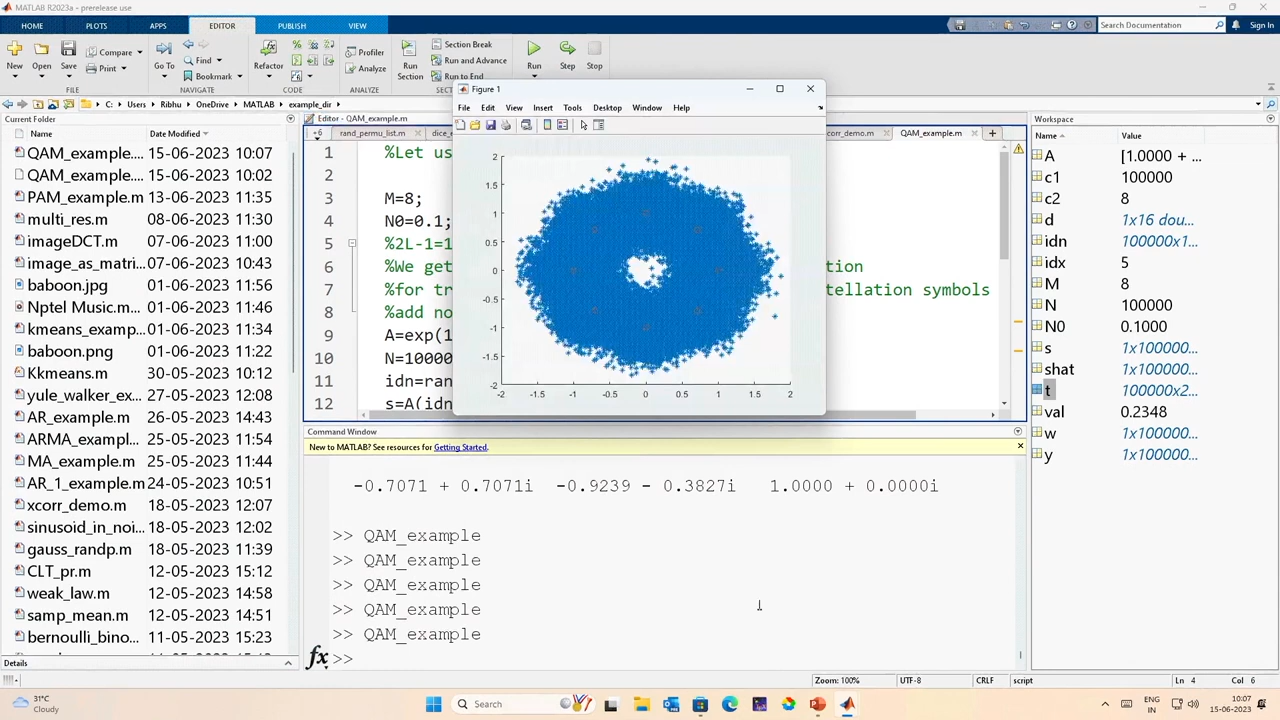 MATLAB R2023a - prerelease use
HOME PLOTS APPS EDITOR PUBLISH VIEW
Search Documentation
Sign In
New Open Save Compare Print Go To Find Bookmark Refactor Profiler Analyze Run Section Section Break Run and Advance Run to End Run Step Stop
FILE NAVIGATE CODE ANALYZE SECT RUN
C: Users Ribhu OneDrive MATLAB example_dir
Current Folder
Name Date Modified
QAM_example.... 15-06-2023 10:07
QAM_example.... 15-06-2023 10:02
PAM_example.m 13-06-2023 11:35
multi_res.m 08-06-2023 11:30
imageDCT.m 07-06-2023 11:00
image_as_matri... 07-06-2023 10:43
baboon.jpg 01-06-2023 11:56
Nptel Music.m... 01-06-2023 11:46
kmeans_examp... 01-06-2023 11:34
baboon.png 01-06-2023 11:22
Kkmeans.m 30-05-2023 10:12
yule_walker_ex... 27-05-2023 12:08
AR_example.m 26-05-2023 14:43
ARMA_exampl... 25-05-2023 11:54
MA_example.m 25-05-2023 11:44
AR_1_example.m 24-05-2023 10:51
xcorr_demo.m 18-05-2023 12:07
sinusoid_in_noi... 18-05-2023 12:02
gauss_randp.m 18-05-2023 11:39
CLT_pr.m 12-05-2023 15:12
weak_law.m 12-05-2023 14:58
samp_mean.m 12-05-2023 14:51
bernoulli_bino... 11-05-2023 15:23
Details
Editor - QAM_example.m
+6 rand_permu_list.m dice_ corr_demo.m QAM_example.m
1 %Let us
2
3 M=8;
4 N0=0.1;
5 %2L-1=1
6 %We get tion
7 %for tr tellation symbols
8 %add no
9 A=exp(1
10 N=10000
11 idn=ran
12 s=A(idn
Figure 1
File Edit View Insert Tools Desktop Window Help
2
1.5
1
0.5
0
-0.5
-1
-1.5
-2
-2 -1.5 -1 -0.5 0 0.5 1 1.5 2
Command Window
New to MATLAB? See resources for Getting Started.
-0.7071 + 0.7071i -0.9239 - 0.3827i 1.0000 + 0.0000i
>> QAM_example
>> QAM_example
>> QAM_example
>> QAM_example
>> QAM_example
fx >>
Workspace
Name Value
A [1.0000 + ...
c1 100000
c2 8
d 1x16 dou...
idn 100000x1...
idx 5
M 8
N 100000
N0 0.1000
s 1x100000...
shat 1x100000...
t 100000x2...
val 0.2348
w 1x100000...
y 1x100000...
Zoom: 100% UTF-8 CRLF script Ln 4 Col 6
31°C
Cloudy
Search
ENG
IN
10:07
15-06-2023